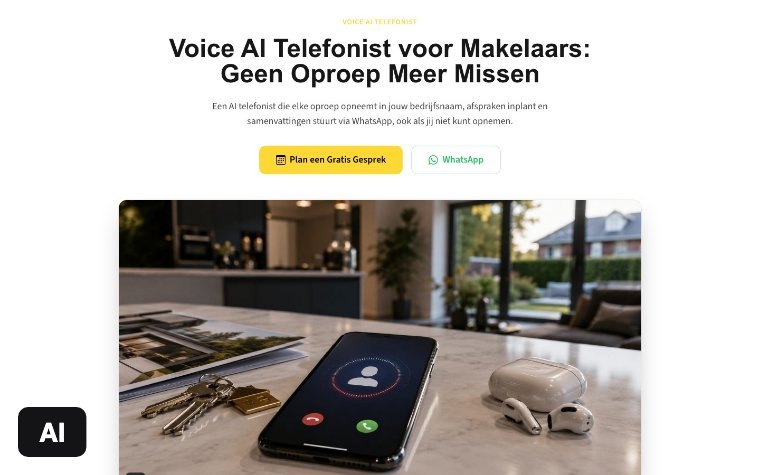 VOICE AI TELEFONIST
Voice AI Telefonist voor Makelaars:
Geen Oproep Meer Missen
Een AI telefonist die elke oproep opneemt in jouw bedrijfsnaam, afspraken inplant en
samenvattingen stuurt via WhatsApp, ook als jij niet kunt opnemen.
Plan een Gratis Gesprek
WhatsApp
AI